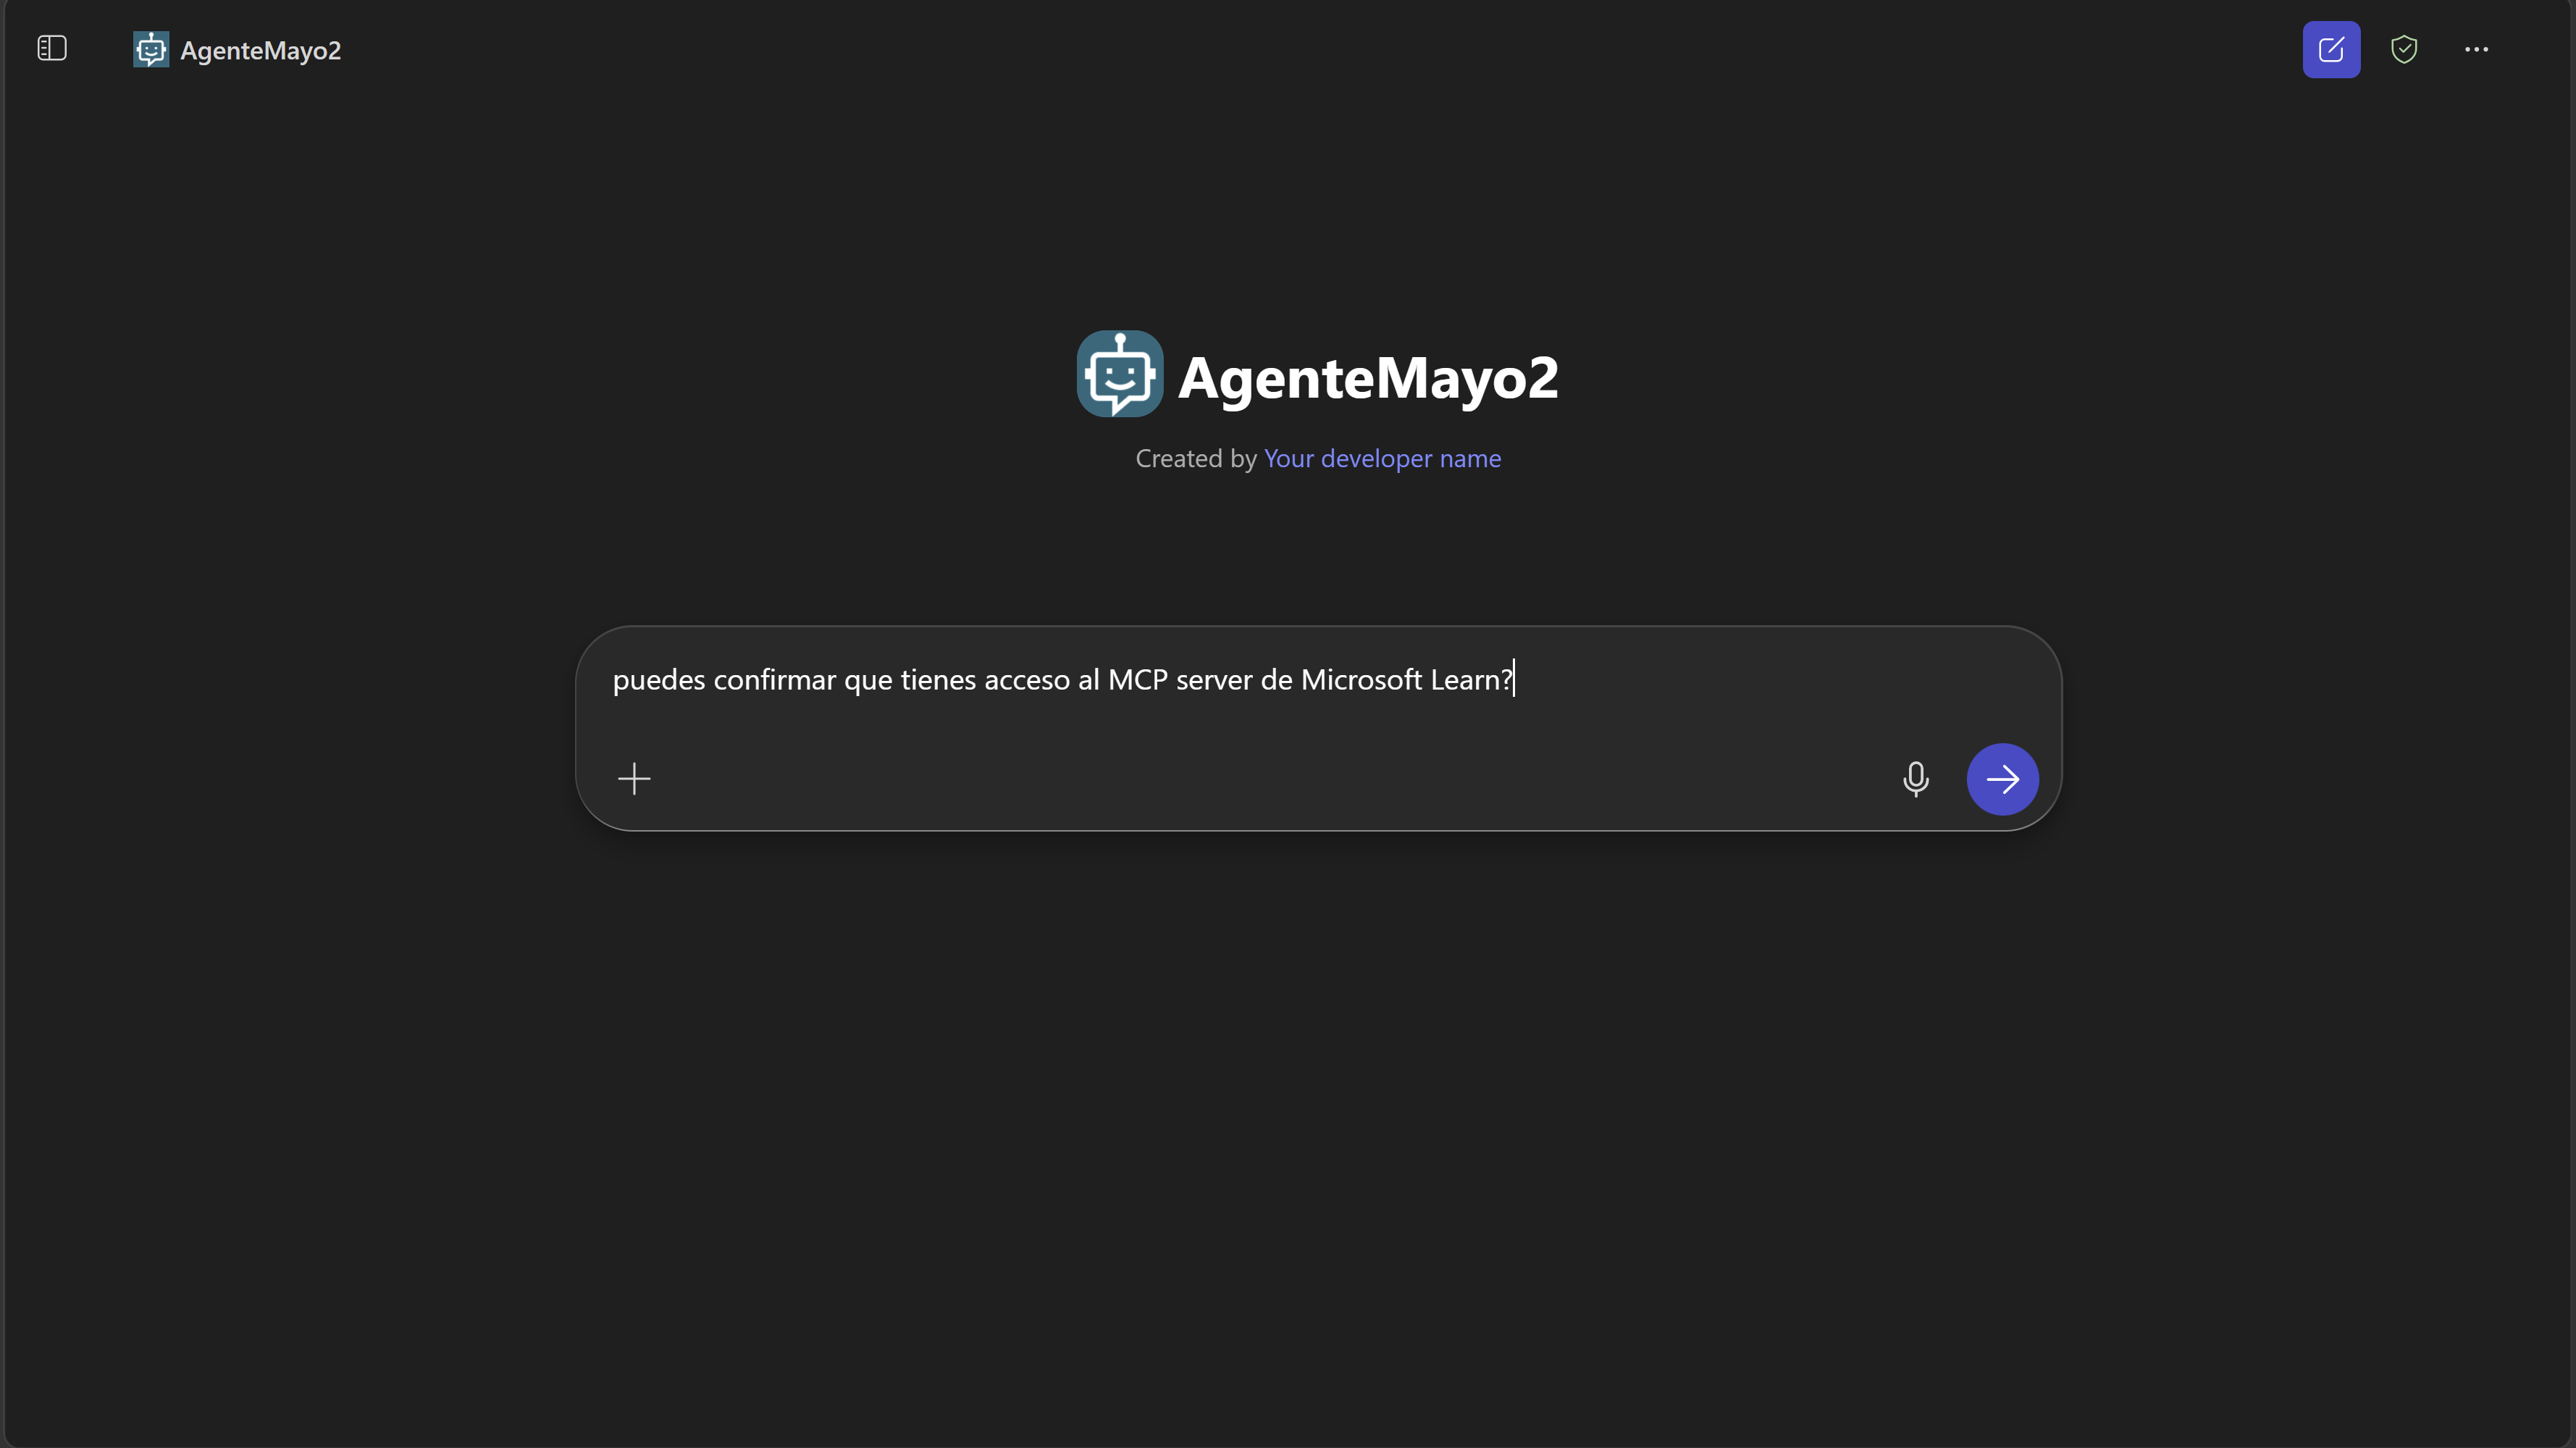 AgenteMayo2
AgenteMayo2
Created by Your developer name
puedes confirmar que tienes acceso al MCP server de Microsoft Learn?